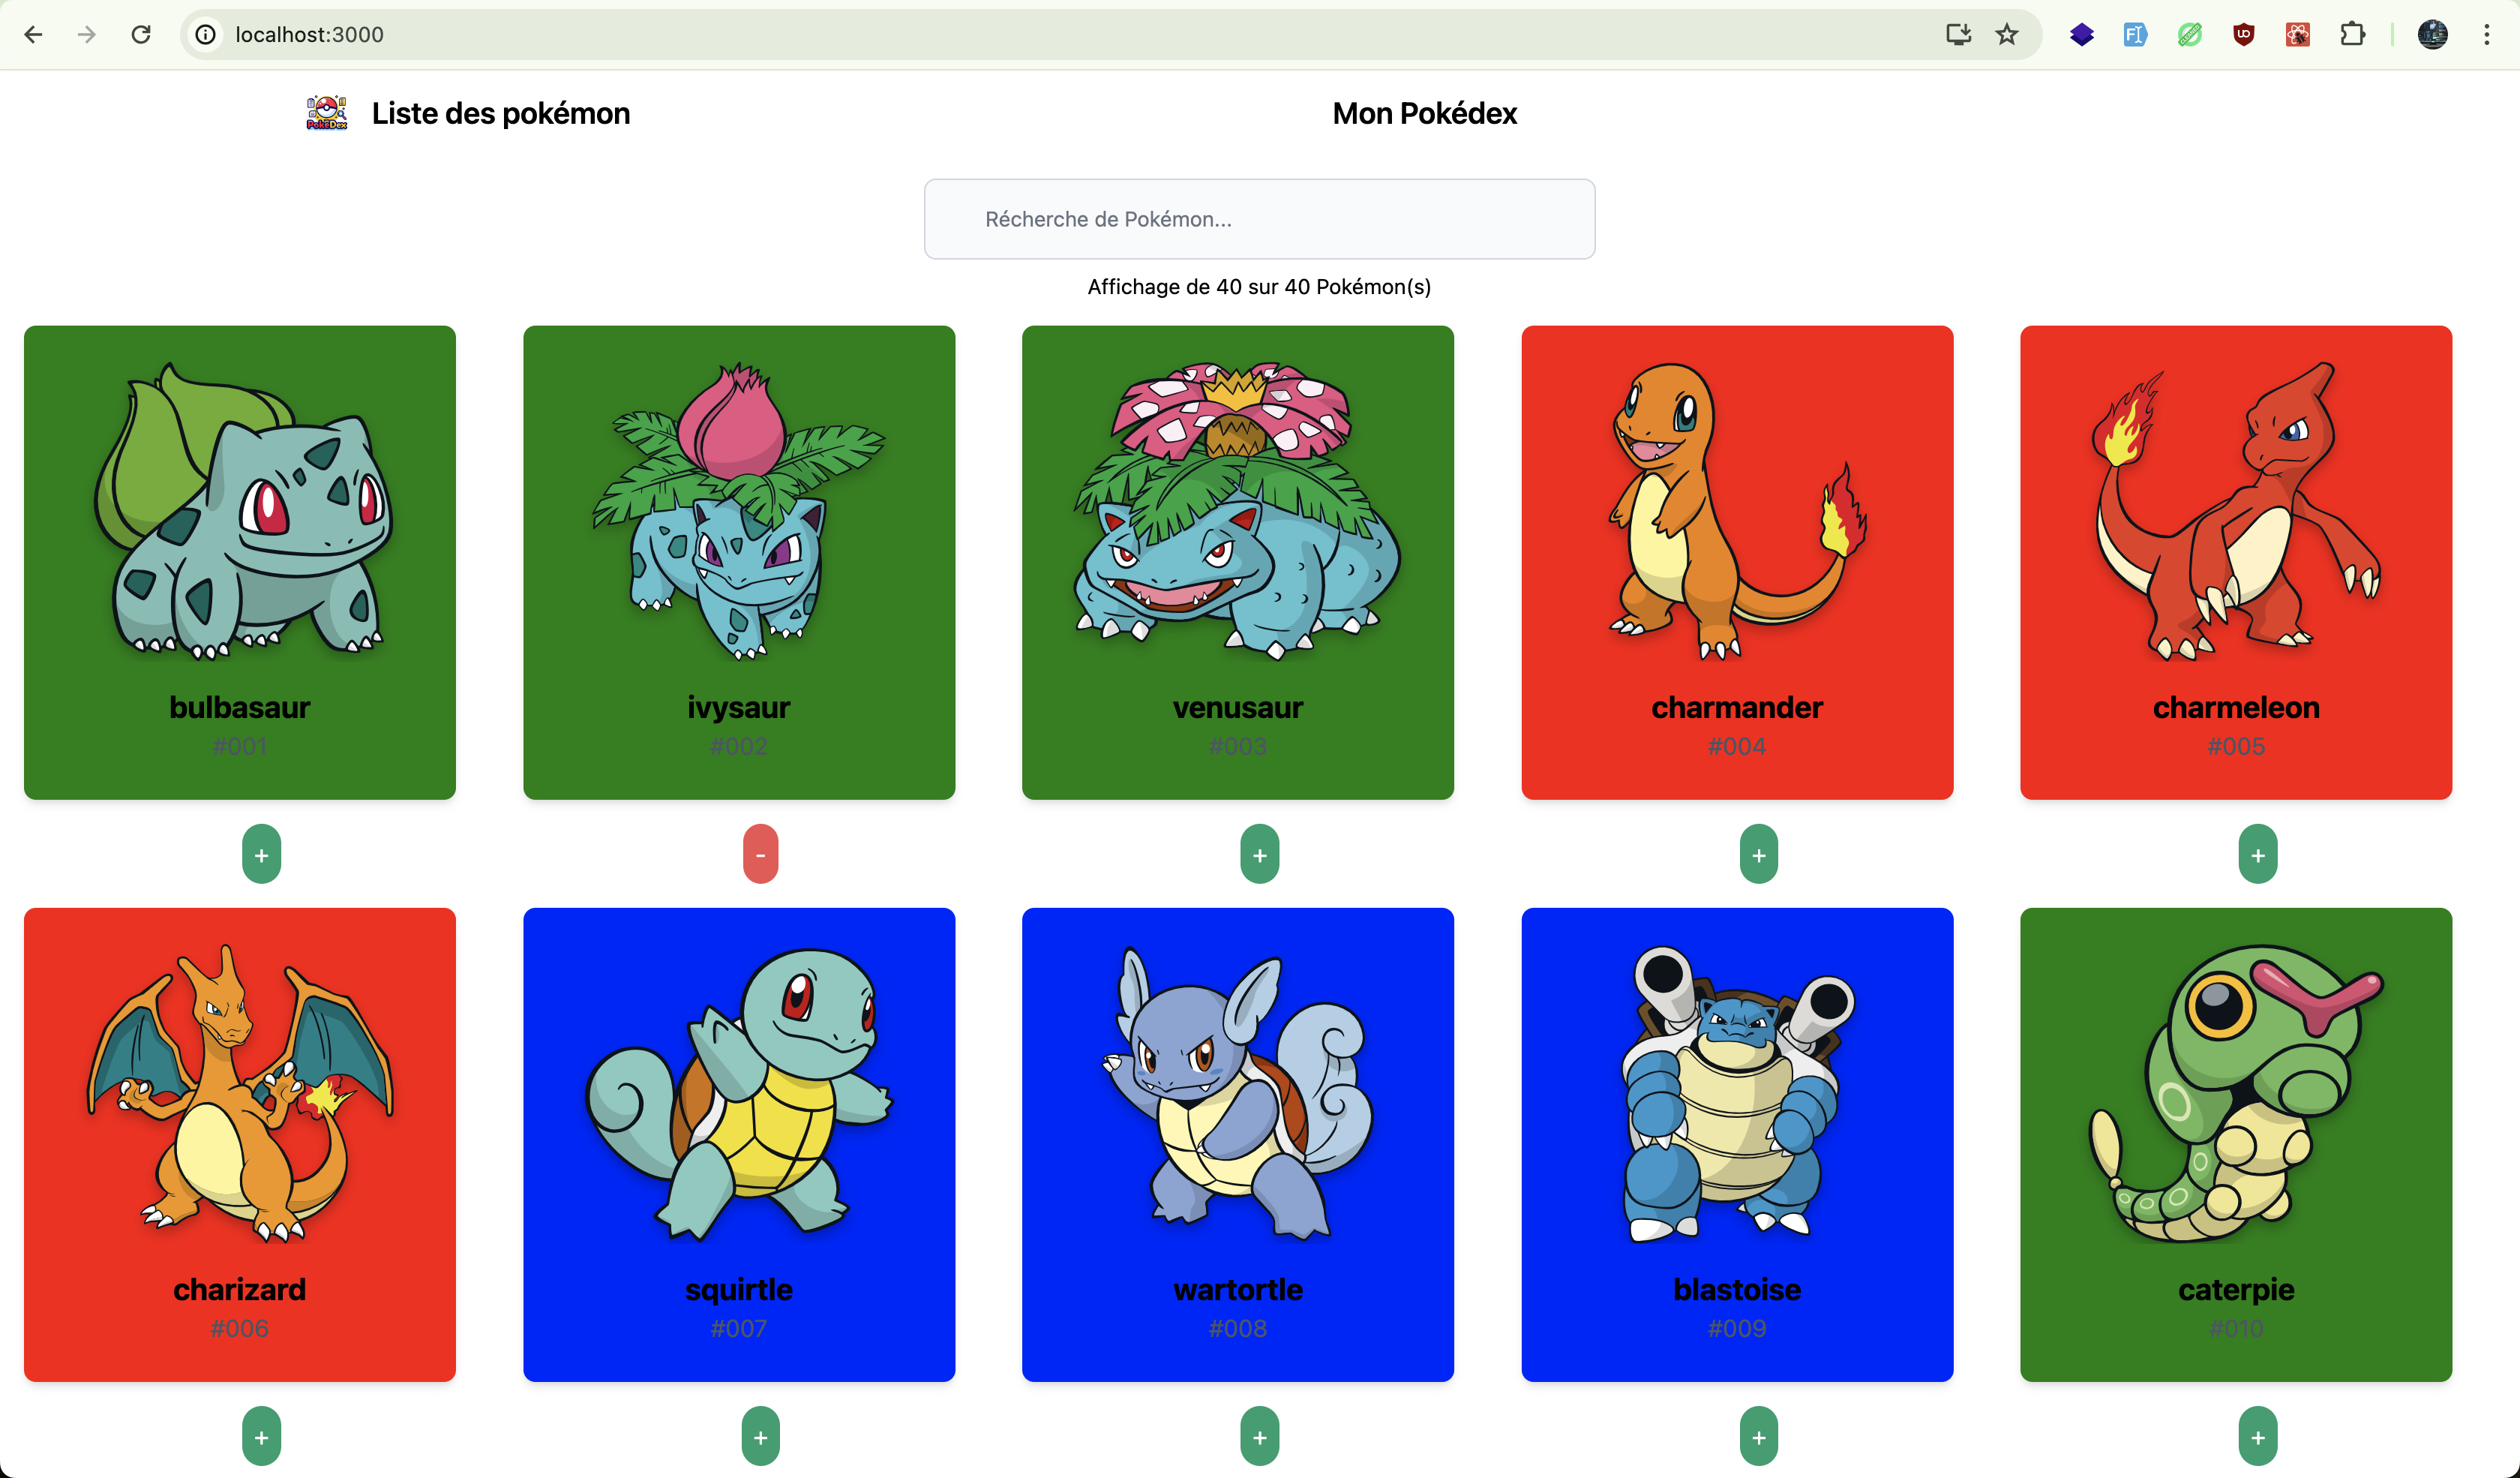 localhost:3000
PokéDex
Liste des pokémon
Mon Pokédex
Récherche de Pokémon...
Affichage de 40 sur 40 Pokémon(s)
bulbasaur
#001
ivysaur
#002
venusaur
#003
charmander
#004
charmeleon
#005
+
-
+
+
+
charizard
#006
squirtle
#007
wartortle
#008
blastoise
#009
caterpie
#010
+
+
+
+
+